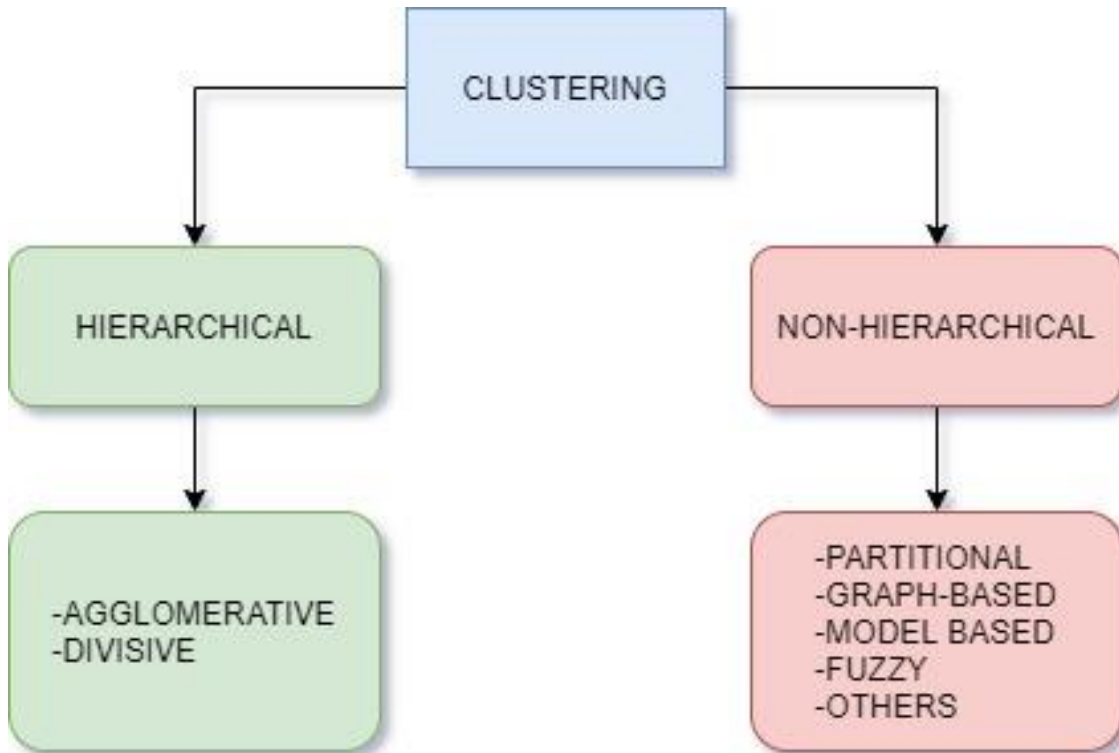 CLUSTERING
HIERARCHICAL
NON-HIERARCHICAL
-AGGLOMERATIVE
-DIVISIVE
-PARTITIONAL
-GRAPH-BASED
-MODEL BASED
-FUZZY
-OTHERS